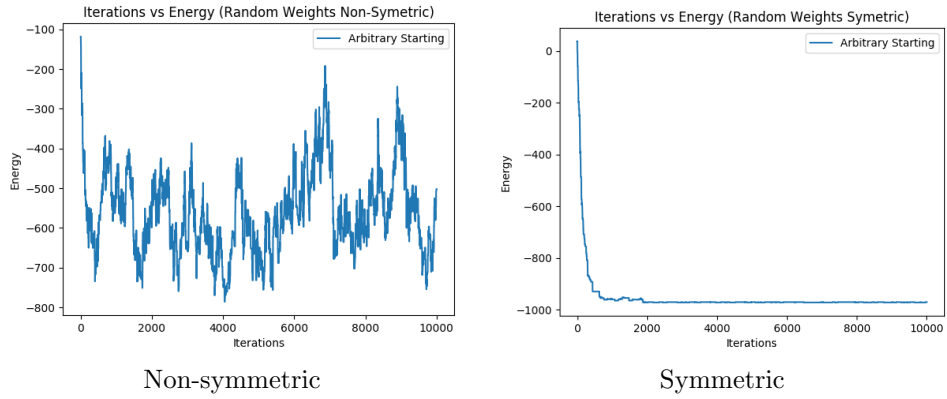 Iterations vs Energy (Random Weights Non-Symetric)
Arbitrary Starting
Energy
−100
−200
−300
−400
−500
−600
−700
−800
0 2000 4000 6000 8000 10000
Iterations
Non-symmetric
Iterations vs Energy (Random Weights Symetric)
Arbitrary Starting
Energy
0
−200
−400
−600
−800
−1000
0 2000 4000 6000 8000 10000
Iterations
Symmetric